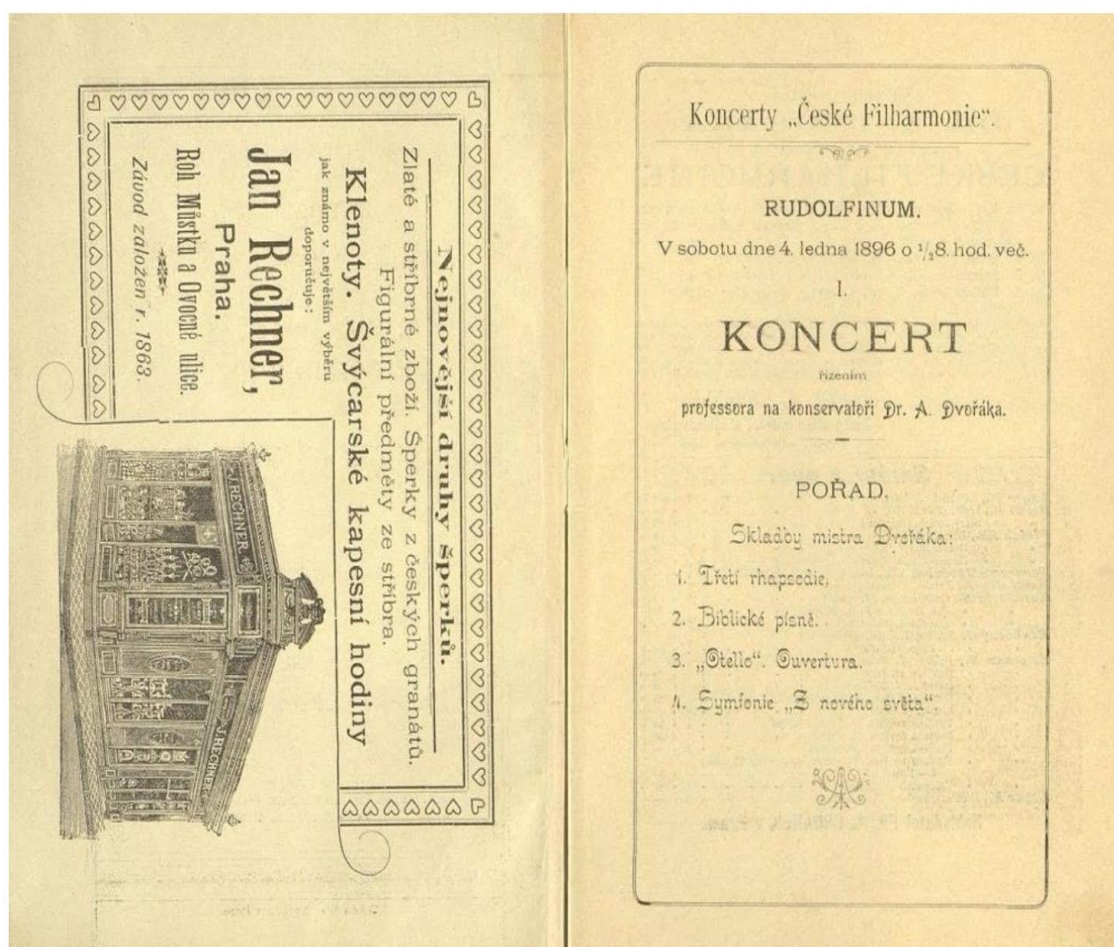 Nejnovější druhy šperků.
Zlaté a stříbrné zboží. Šperky z českých granátů.
Figurální předměty ze stříbra.
Klenoty. Švýcarské kapesní hodiny
jak známo v největším výběru
doporučuje:
Jan Rechner,
Praha.
Roh Můstku a Ovocné ulice.
Závod založen r. 1863.
J. RECHNER.
J. RECHNER
Koncerty „České Filharmonie“.
RUDOLFINUM.
V sobotu dne 4. ledna 1896 o ½8. hod. več.
I.
KONCERT
řízením
professora na konservatoři Dr. A. Dvořáka.
POŘAD.
Skladby mistra Dvořáka:
1. Třetí rhapsodie.
2. Biblické písně.
3. „Otello“. Ouvertura.
4. Symfonie „Z nového světa“.